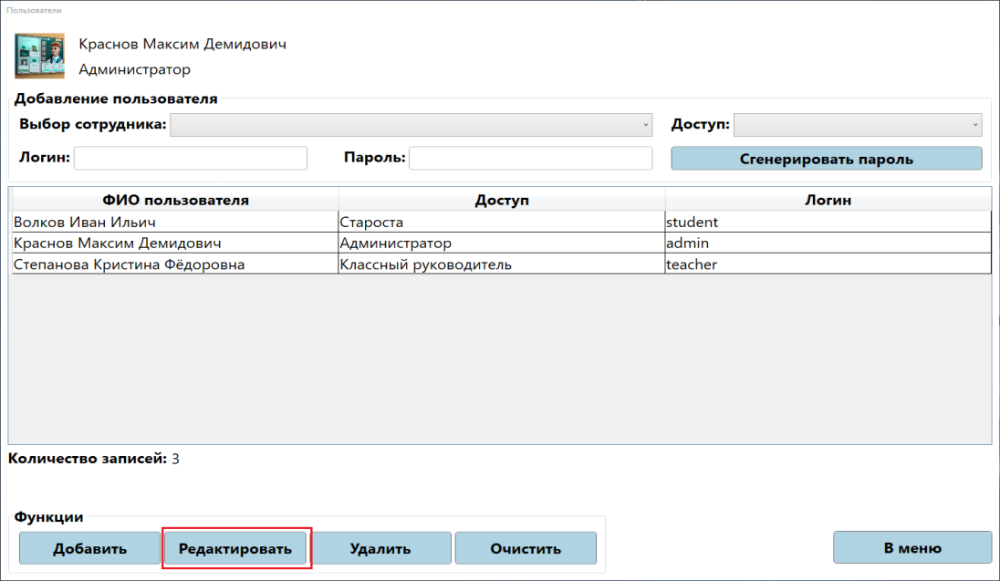 Пользователи
Краснов Максим Демидович
Администратор
Добавление пользователя
Выбор сотрудника: Доступ:
Логин: Пароль: Сгенерировать пароль
ФИО пользователя Доступ Логин
Волков Иван Ильич Староста student
Краснов Максим Демидович Администратор admin
Степанова Кристина Фёдоровна Классный руководитель teacher
Количество записей: 3
Функции
Добавить Редактировать Удалить Очистить В меню